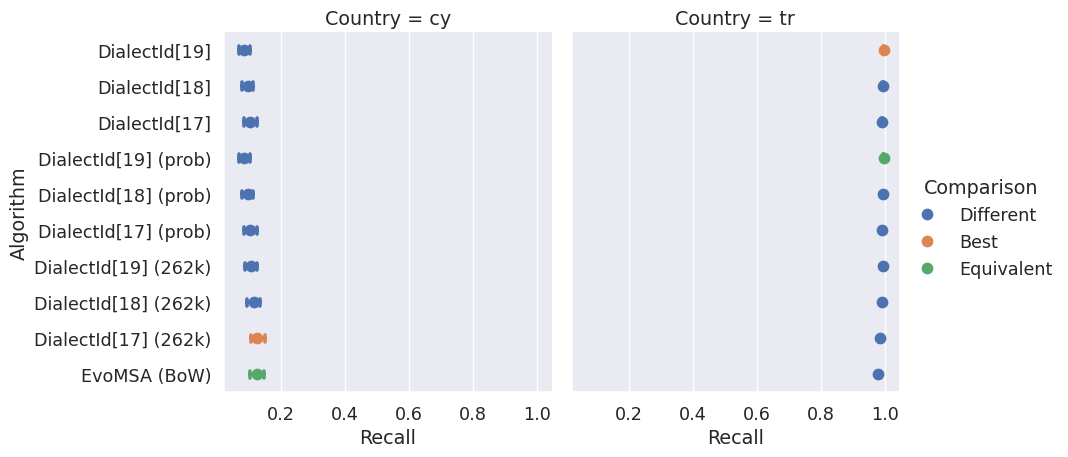 Country = cy
Country = tr
Algorithm
DialectId[19]
DialectId[18]
DialectId[17]
DialectId[19] (prob)
DialectId[18] (prob)
DialectId[17] (prob)
DialectId[19] (262k)
DialectId[18] (262k)
DialectId[17] (262k)
EvoMSA (BoW)
0.2 0.4 0.6 0.8 1.0
Recall
0.2 0.4 0.6 0.8 1.0
Recall
Comparison
Different
Best
Equivalent